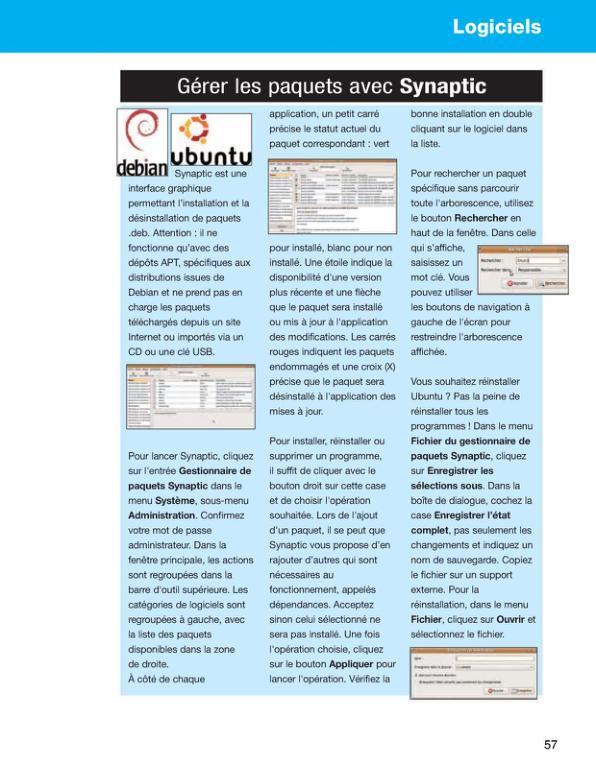 Logiciels
Gérer les paquets avec Synaptic
debian
ubuntu
Synaptic est une
interface graphique
permettant l'installation et la
désinstallation de paquets
.deb. Attention : il ne
fonctionne qu'avec des
dépôts APT, spécifiques aux
distributions issues de
Debian et ne prend pas en
charge les paquets
téléchargés depuis un site
Internet ou importés via un
CD ou une clé USB.
Pour lancer Synaptic, cliquez
sur l'entrée Gestionnaire de
paquets Synaptic dans le
menu Système, sous-menu
Administration. Confirmez
votre mot de passe
administrateur. Dans la
fenêtre principale, les actions
sont regroupées dans la
barre d'outil supérieure. Les
catégories de logiciels sont
regroupées à gauche, avec
la liste des paquets
disponibles dans la zone
de droite.
À côté de chaque
application, un petit carré
précise le statut actuel du
paquet correspondant : vert
pour installé, blanc pour non
installé. Une étoile indique la
disponibilité d'une version
plus récente et une flèche
que le paquet sera installé
ou mis à jour à l'application
des modifications. Les carrés
rouges indiquent les paquets
endommagés et une croix (X)
précise que le paquet sera
désinstallé à l'application des
mises à jour.
Pour installer, réinstaller ou
supprimer un programme,
il suffit de cliquer avec le
bouton droit sur cette case
et de choisir l'opération
souhaitée. Lors de l'ajout
d'un paquet, il se peut que
Synaptic vous propose d'en
rajouter d'autres qui sont
nécessaires au
fonctionnement, appelés
dépendances. Acceptez
sinon celui sélectionné ne
sera pas installé. Une fois
l'opération choisie, cliquez
sur le bouton Appliquer pour
lancer l'opération. Vérifiez la
bonne installation en double
cliquant sur le logiciel dans
la liste.
Pour rechercher un paquet
spécifique sans parcourir
toute l'arborescence, utilisez
le bouton Rechercher en
haut de la fenêtre. Dans celle
qui s'affiche,
saisissez un
mot clé. Vous
pouvez utiliser
les boutons de navigation à
gauche de l'écran pour
restreindre l'arborescence
affichée.
Vous souhaitez réinstaller
Ubuntu ? Pas la peine de
réinstaller tous les
programmes ! Dans le menu
Fichier du gestionnaire de
paquets Synaptic, cliquez
sur Enregistrer les
sélections sous. Dans la
boîte de dialogue, cochez la
case Enregistrer l'état
complet, pas seulement les
changements et indiquez un
nom de sauvegarde. Copiez
le fichier sur un support
externe. Pour la
réinstallation, dans le menu
Fichier, cliquez sur Ouvrir et
sélectionnez le fichier.
57